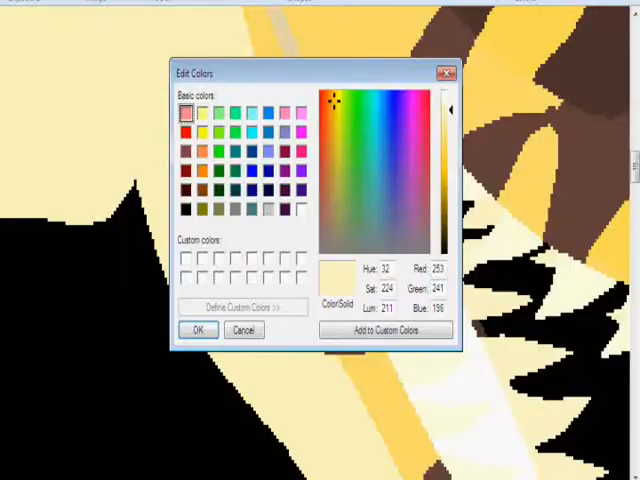 Edit Colors
Basic colors:
Custom colors:
Define Custom Colors >>
OK
Cancel
Color|Solid
Hue: 32
Sat: 224
Lum: 211
Red: 253
Green: 241
Blue: 196
Add to Custom Colors